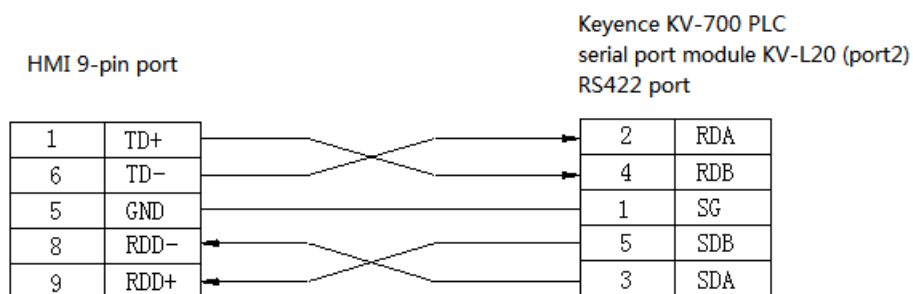 Keyence KV-700 PLC
serial port module KV-L20 (port2)
RS422 port
HMI 9-pin port
1 TD+ 2 RDA
6 TD- 4 RDB
5 GND 1 SG
8 RDD- 5 SDB
9 RDD+ 3 SDA